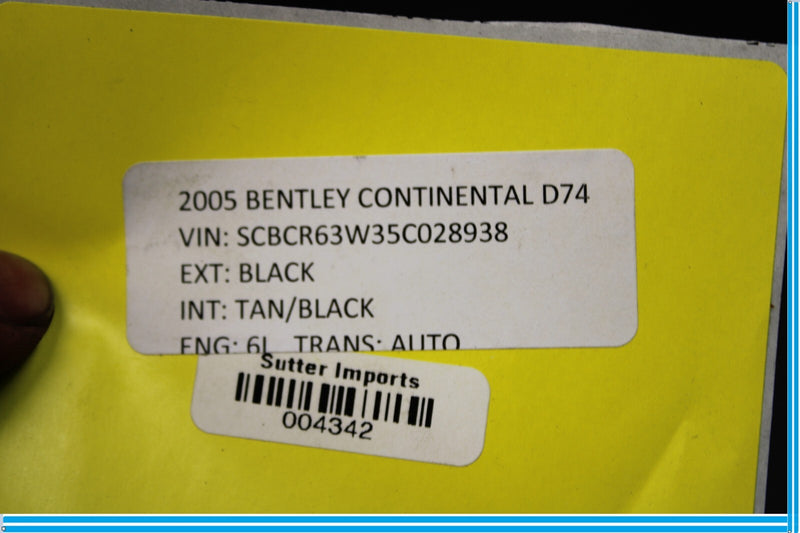 2005 BENTLEY CONTINENTAL D74
VIN: SCBCR63W35C028938
EXT: BLACK
INT: TAN/BLACK
ENG: 6L TRANS: AUTO
Sutter Imports
004342